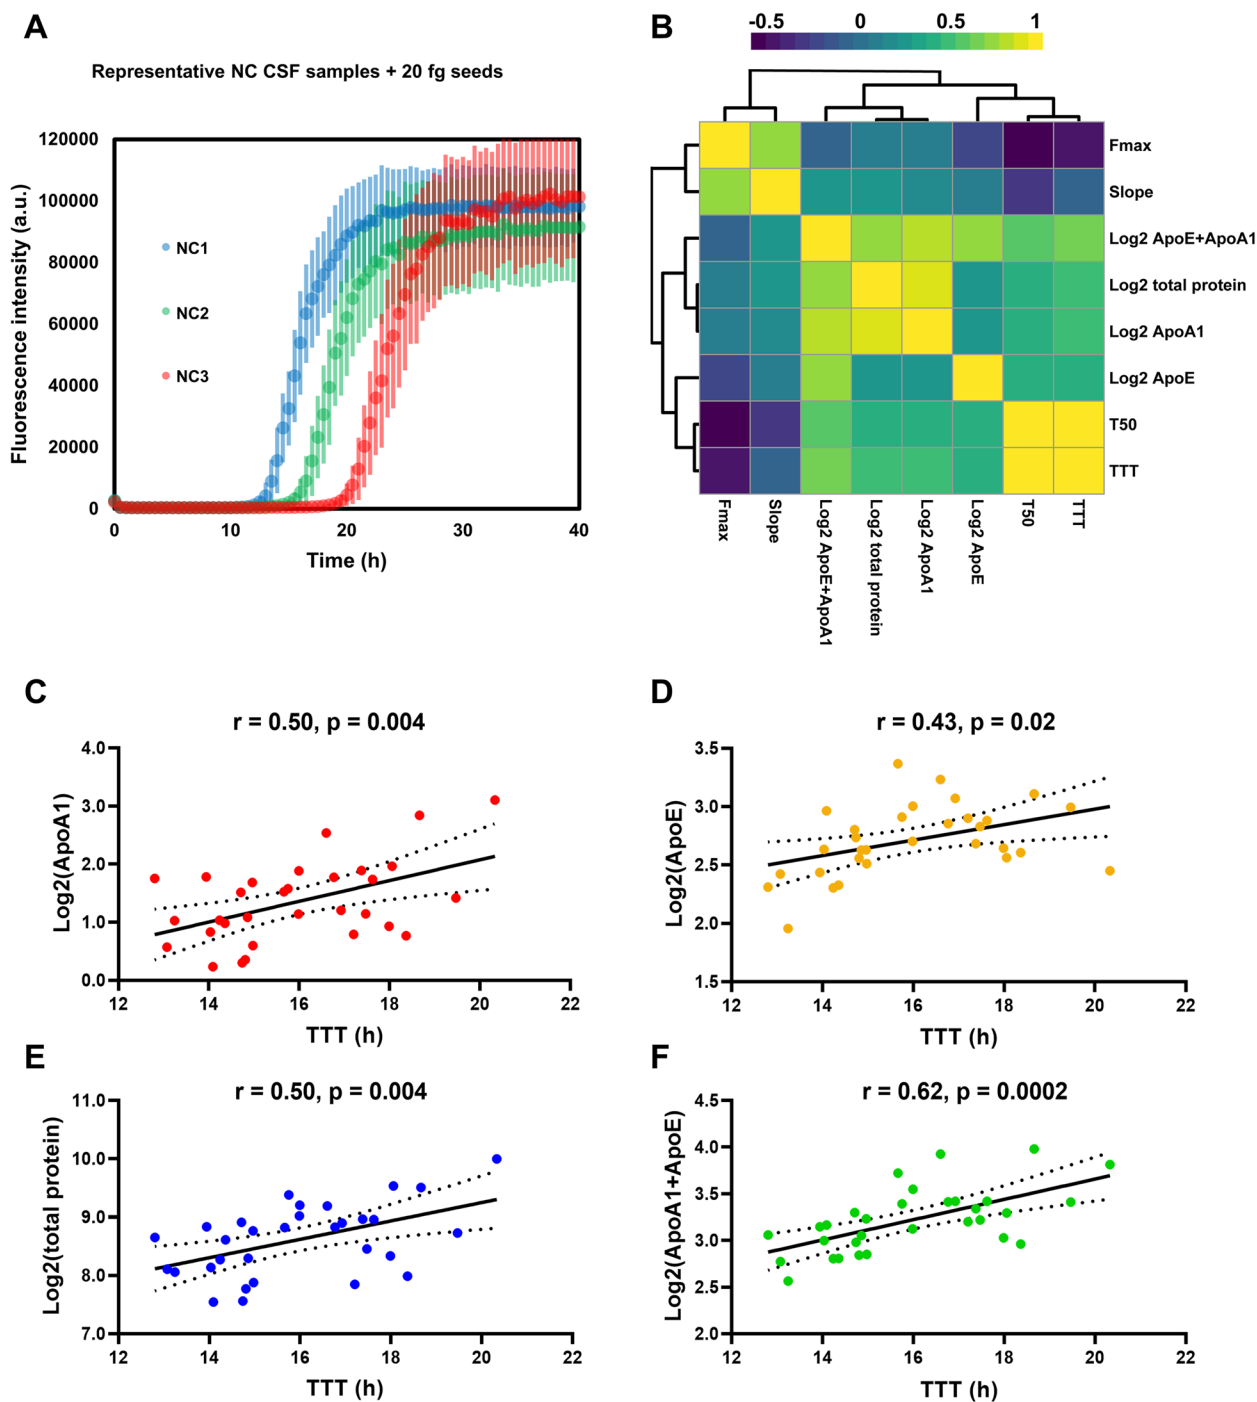 A
Representative NC CSF samples + 20 fg seeds
Fluorescence intensity (a.u.)
120000
100000
80000
60000
40000
20000
0
NC1
NC2
NC3
0 10 20 30 40
Time (h)
B
-0.5 0 0.5 1
Fmax
Slope
Log2 ApoE+ApoA1
Log2 total protein
Log2 ApoA1
Log2 ApoE
T50
TTT
Fmax
Slope
Log2 ApoE+ApoA1
Log2 total protein
Log2 ApoA1
Log2 ApoE
T50
TTT
C
r = 0.50, p = 0.004
Log2(ApoA1)
4.0
3.0
2.0
1.0
0.0
12 14 16 18 20 22
TTT (h)
D
r = 0.43, p = 0.02
Log2(ApoE)
3.5
3.0
2.5
2.0
1.5
12 14 16 18 20 22
TTT (h)
E
r = 0.50, p = 0.004
Log2(total protein)
11.0
10.0
9.0
8.0
7.0
12 14 16 18 20 22
TTT (h)
F
r = 0.62, p = 0.0002
Log2(ApoA1+ApoE)
4.5
4.0
3.5
3.0
2.5
2.0
12 14 16 18 20 22
TTT (h)